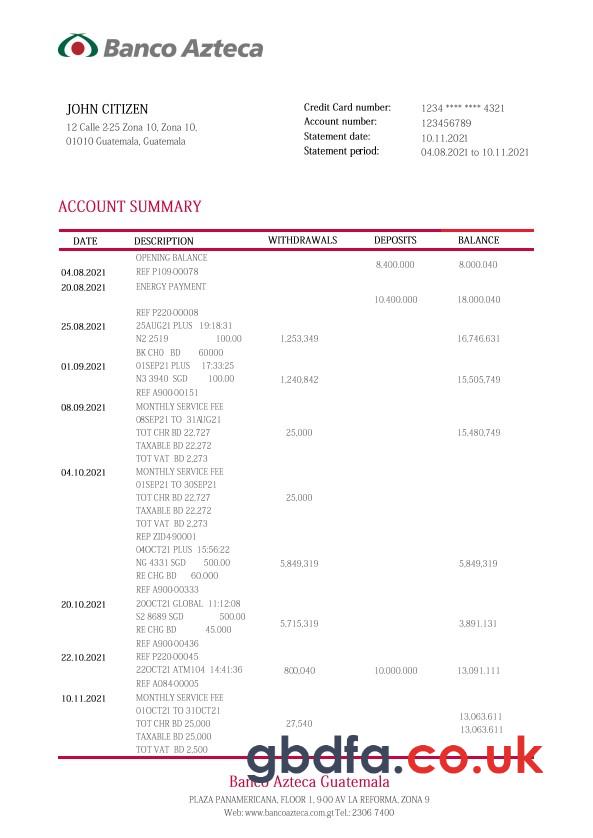 Banco Azteca
JOHN CITIZEN
12 Calle 2-25 Zona 10, Zona 10,
01010 Guatemala, Guatemala
Credit Card number: 1234 **** **** 4321
Account number: 123456789
Statement date: 10.11.2021
Statement period: 04.08.2021 to 10.11.2021
ACCOUNT SUMMARY
DATE DESCRIPTION WITHDRAWALS DEPOSITS BALANCE
OPENING BALANCE
8.400.000 8.000.040
04.08.2021 REF P109-00078
20.08.2021 ENERGY PAYMENT
10.400.000 18.000.040
REF P220-00008
25.08.2021 25AUG21 PLUS 19:18:31
N2 2519 100.00 1,253,349 16,746.631
BK CHO BD 60000
01.09.2021 01SEP21 PLUS 17:33:25
N3 3940 SGD 100.00 1,240,842 15,505,749
REF A900-00151
08.09.2021 MONTHLY SERVICE FEE
08SEP21 TO 31AUG21
TOT CHR BD 22,727 25,000 15,480,749
TAXABLE BD 22,272
TOT VAT BD 2,273
04.10.2021 MONTHLY SERVICE FEE
01SEP21 TO 30SEP21
TOT CHR BD 22,727 25,000
TAXABLE BD 22,272
TOT VAT BD 2,273
REP ZID4-90001
04OCT21 PLUS 15:56:22
NG 4331 SGD 500.00 5,849,319 5,849,319
RE CHG BD 60,000
REF A900-00333
20.10.2021 20OCT21 GLOBAL 11:12:08
S2 8689 SGD 500.00
5,715,319 3,891.131
RE CHG BD 45.000
REF A900-00436
22.10.2021 REF P220-00045
22OCT21 ATM104 14:41:36 800,040 10.000.000 13,091.111
REF A084-00005
10.11.2021 MONTHLY SERVICE FEE
01OCT21 TO 31OCT21 13,063.611
TOT CHR BD 25,000 27,540 13,063.611
TAXABLE BD 25,000
TOT VAT BD 2,500
gbdfa.co.uk
Banco Azteca Guatemala
PLAZA PANAMERICANA, FLOOR 1, 9-00 AV LA REFORMA, ZONA 9
Web: www.bancoazteca.com.gt Tel.: 2306 7400